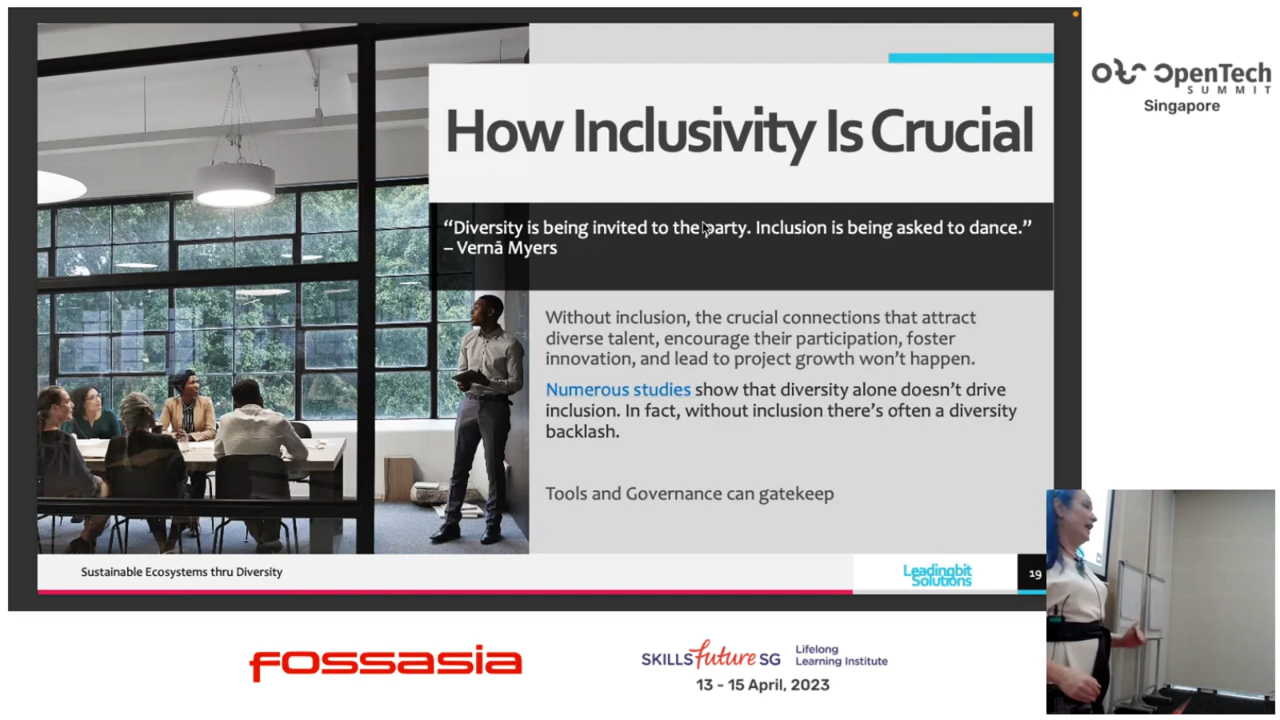 How Inclusivity Is Crucial
“Diversity is being invited to the party. Inclusion is being asked to dance.”
– Vernā Myers
Without inclusion, the crucial connections that attract
diverse talent, encourage their participation, foster
innovation, and lead to project growth won’t happen.
Numerous studies show that diversity alone doesn’t drive
inclusion. In fact, without inclusion there’s often a diversity
backlash.
Tools and Governance can gatekeep
Sustainable Ecosystems thru Diversity
Leadingbit
Solutions
19
OpenTech
SUMMIT
Singapore
fossasia
SKILLS future SG
Lifelong
Learning Institute
13 - 15 April, 2023